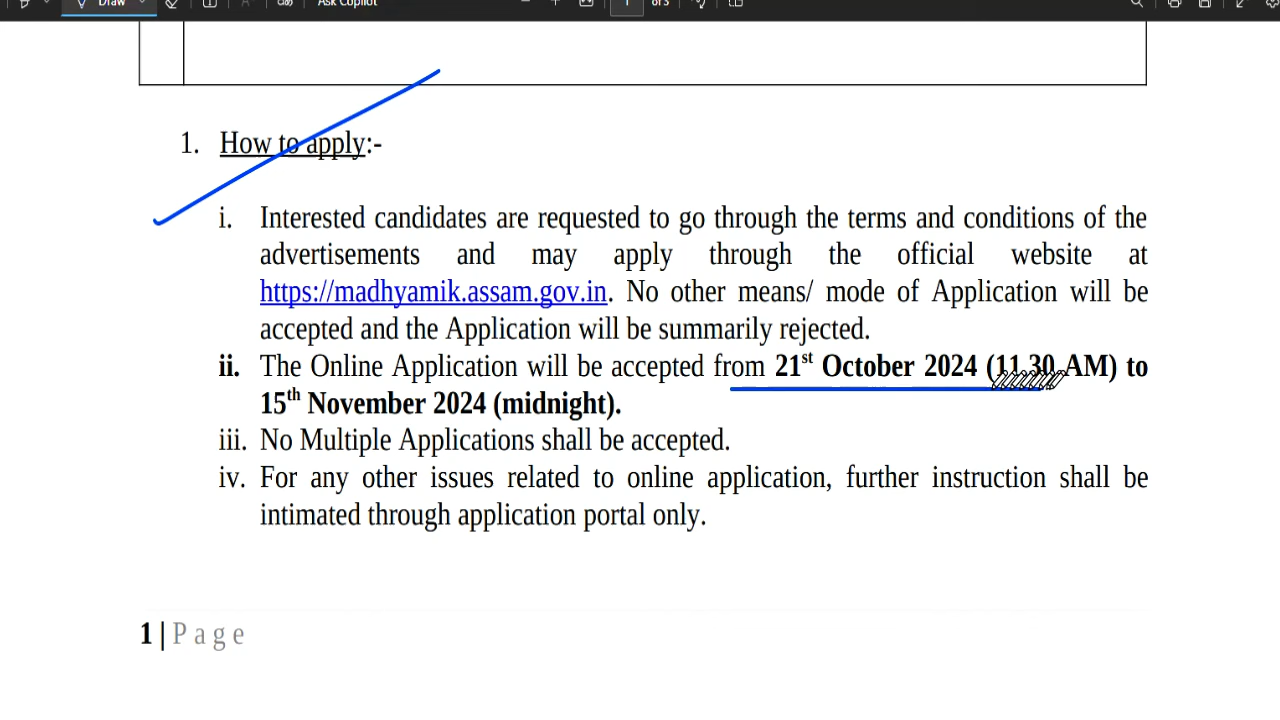 Draw
Ask Copilot
1 of 3
1. How to apply:-
i. Interested candidates are requested to go through the terms and conditions of the
advertisements and may apply through the official website at
https://madhyamik.assam.gov.in. No other means/ mode of Application will be
accepted and the Application will be summarily rejected.
ii. The Online Application will be accepted from 21st October 2024 (11.30 AM) to
15th November 2024 (midnight).
iii. No Multiple Applications shall be accepted.
iv. For any other issues related to online application, further instruction shall be
intimated through application portal only.
1 | P a g e